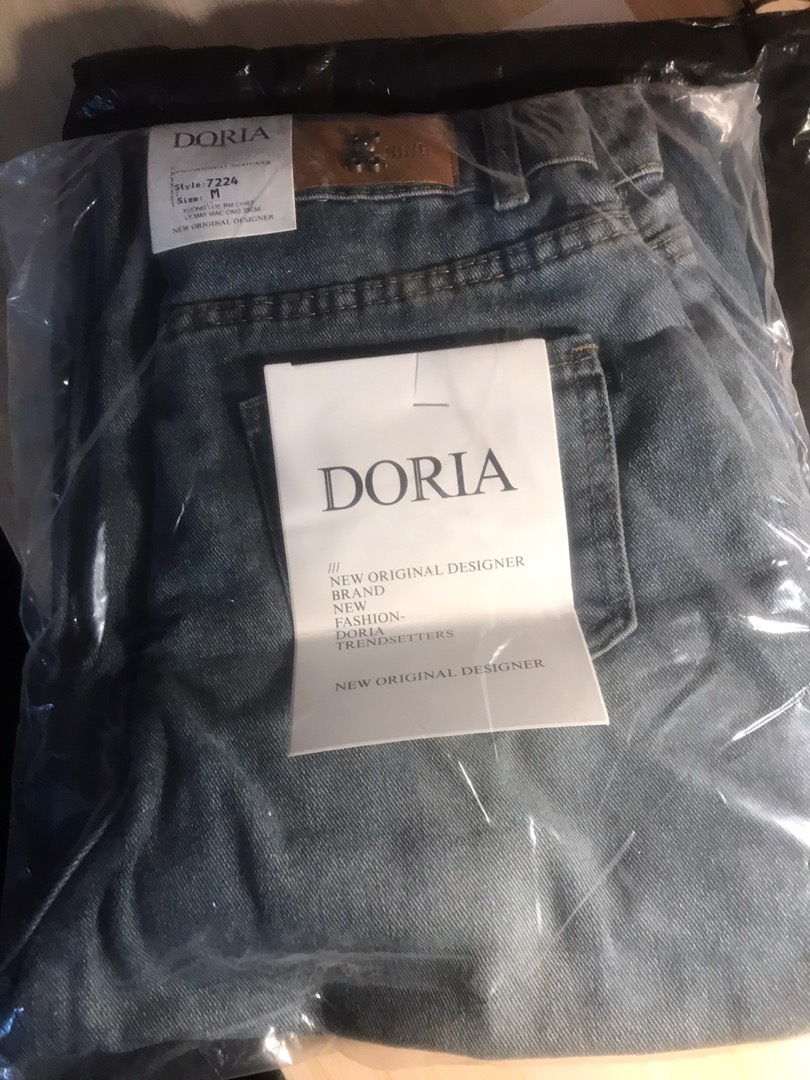 DORIA
Style: 7224
Size: M
NEW ORIGINAL DESIGNER
DORIA
///
NEW ORIGINAL DESIGNER
BRAND
NEW
FASHION-
DORIA
TRENDSETTERS
NEW ORIGINAL DESIGNER